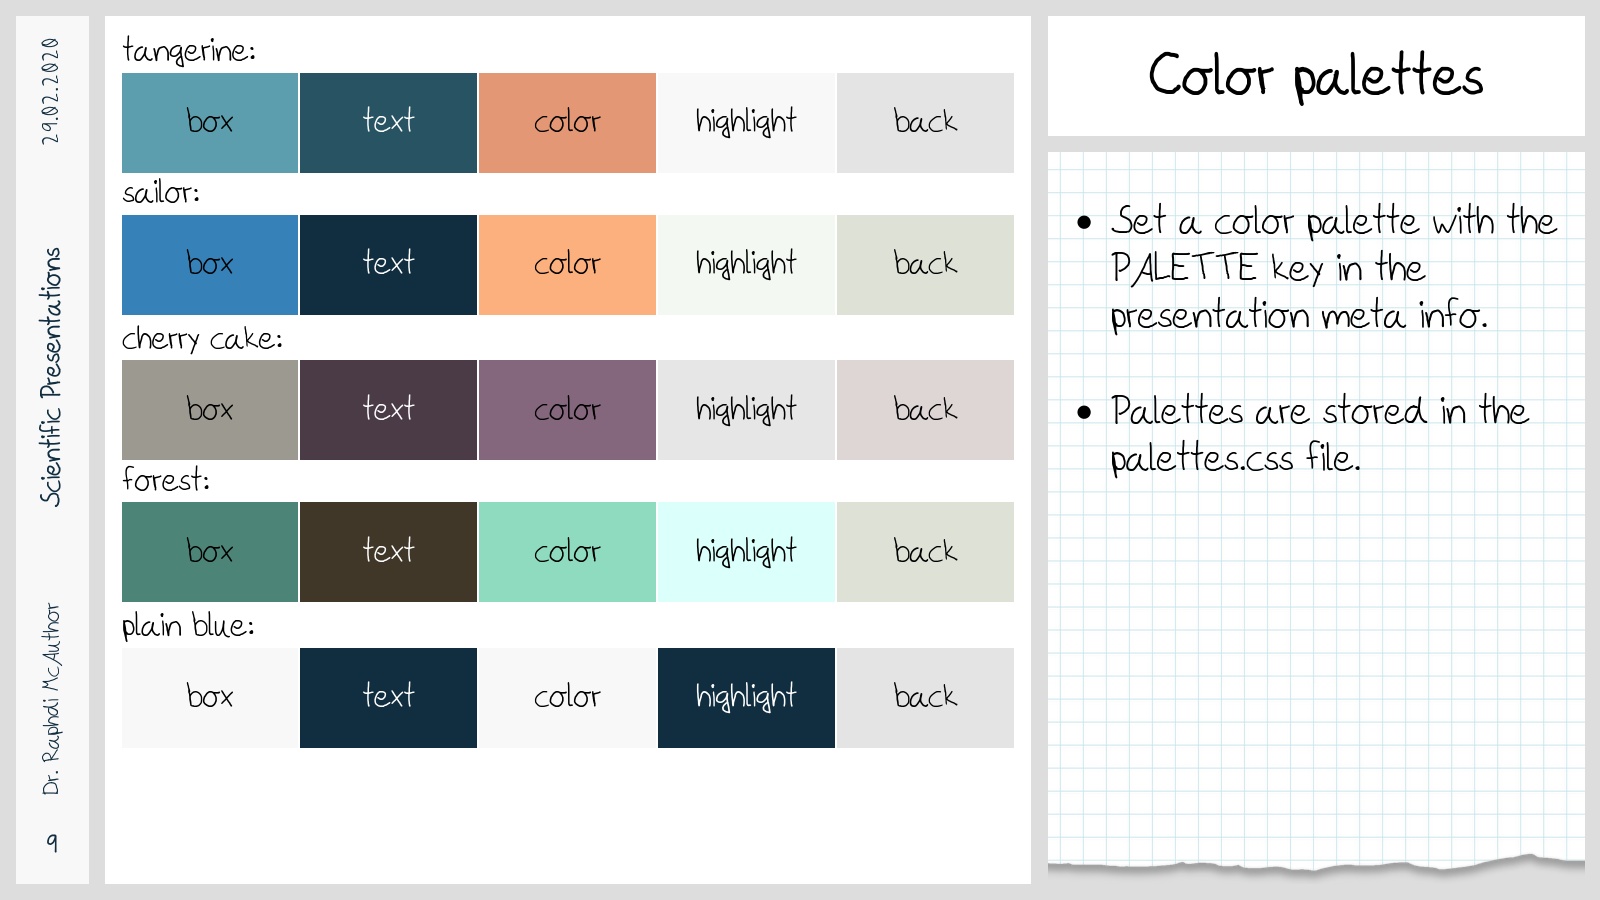 29.02.2020
Scientific Presentations
Dr. Raphdi McAuthor
9
tangerine:
box text color highlight back
sailor:
box text color highlight back
cherry cake:
box text color highlight back
forest:
box text color highlight back
plain blue:
box text color highlight back
Color palettes
• Set a color palette with the
PALETTE key in the
presentation meta info.
• Palettes are stored in the
palettes.css file.